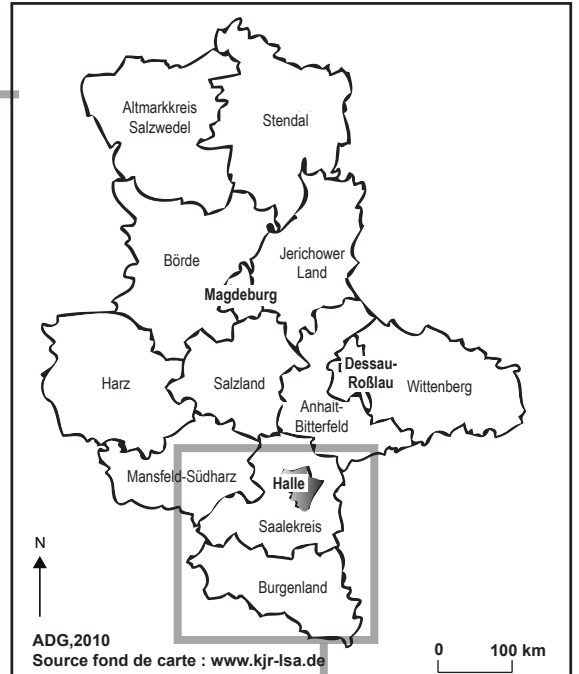 Altmarkkreis
Salzwedel
Stendal
Börde
Jerichower
Land
Magdeburg
Harz
Salzland
Dessau-
Roßlau
Wittenberg
Anhalt-
Bitterfeld
Mansfeld-Südharz
Halle
Saalekreis
Burgenland
N
ADG,2010
Source fond de carte : www.kjr-lsa.de
0 100 km